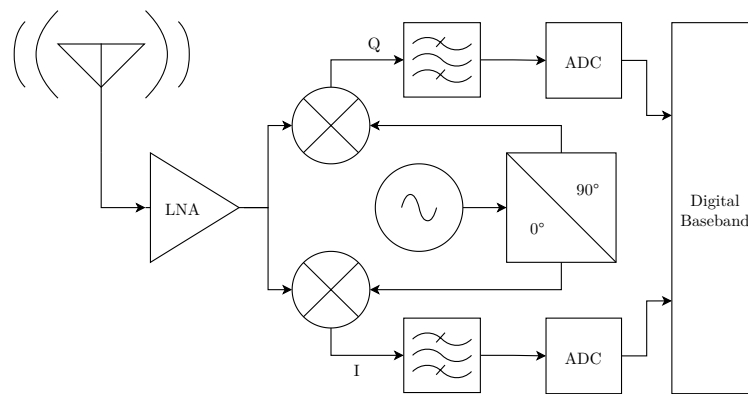 Q
ADC
LNA
90°
0°
Digital
Baseband
I
ADC